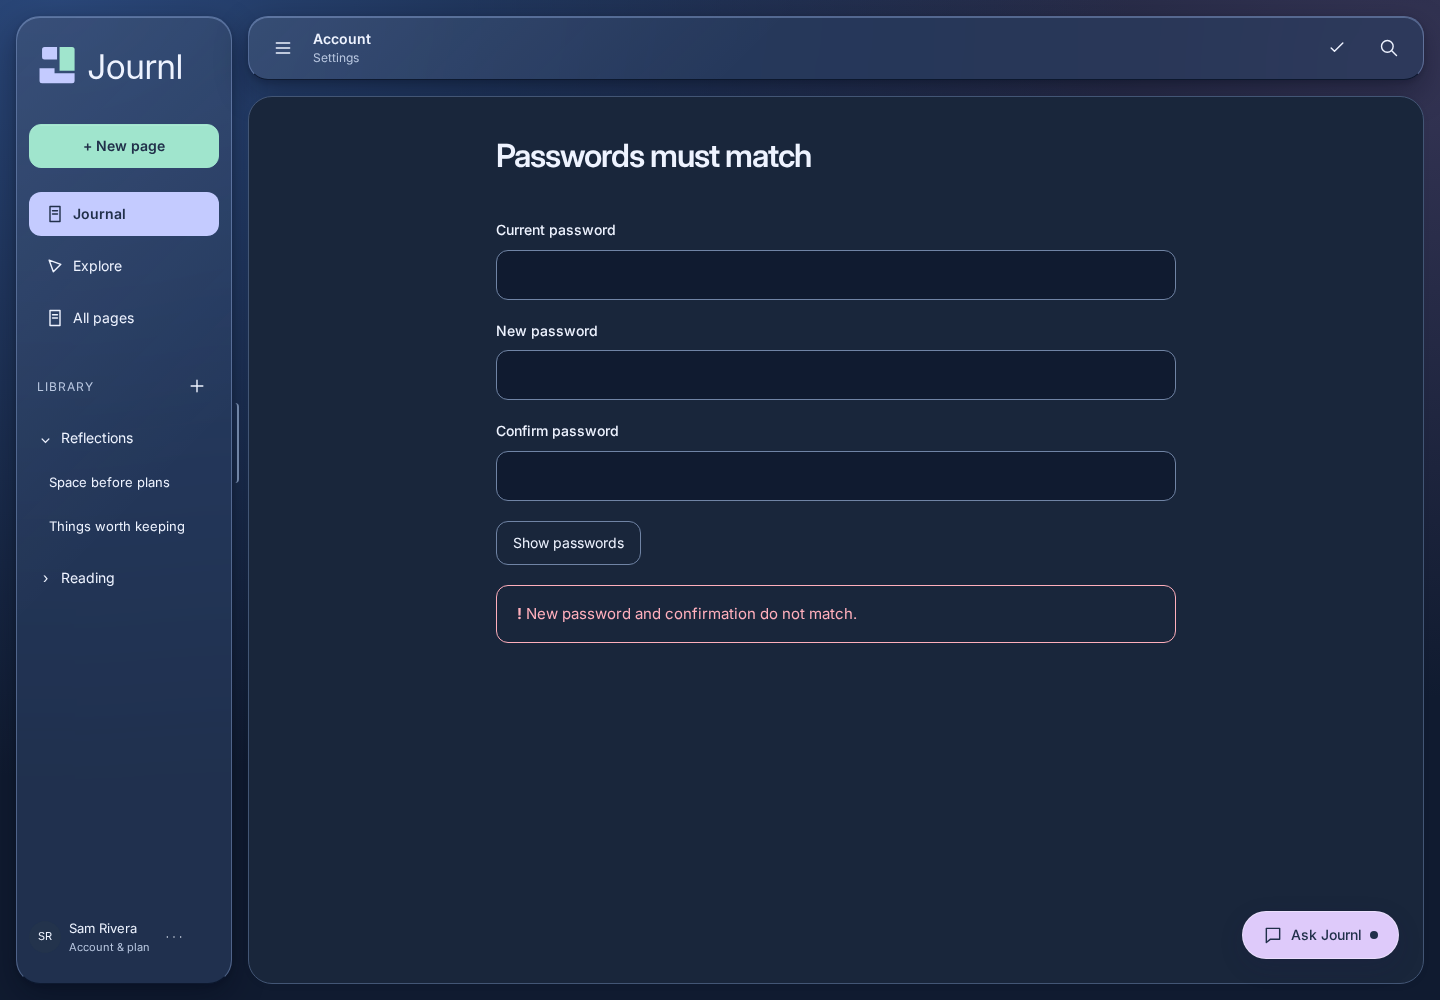 Journl
+ New page
Journal
Explore
All pages
LIBRARY
Reflections
Space before plans
Things worth keeping
Reading
SR
Sam Rivera
Account & plan
...
Account
Settings
Passwords must match
Current password
New password
Confirm password
Show passwords
! New password and confirmation do not match.
Ask Journl